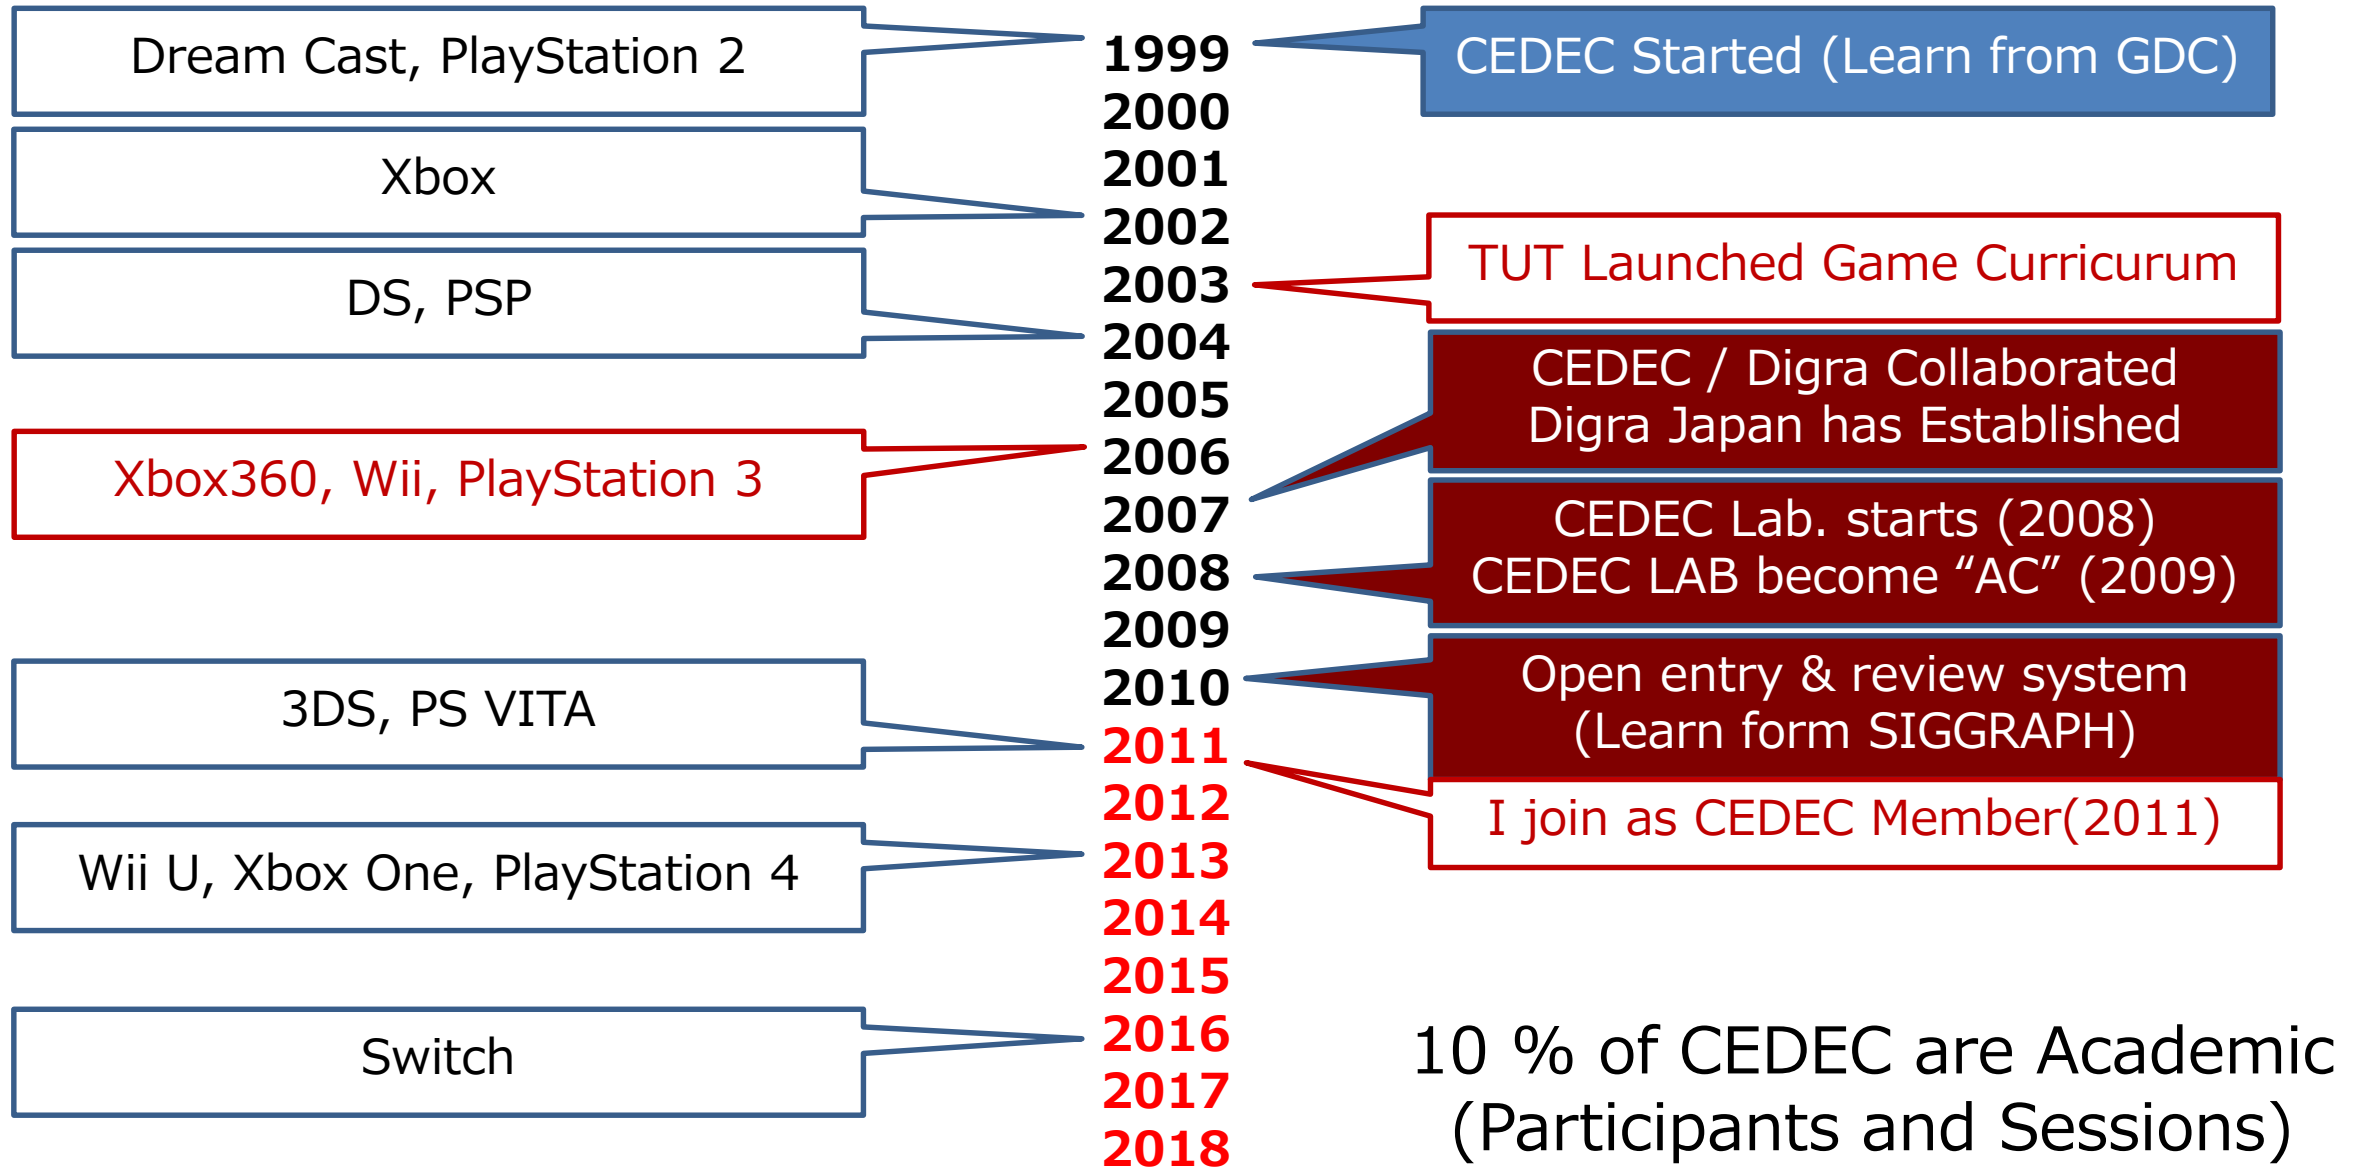 Dream Cast, PlayStation 2
Xbox
DS, PSP
Xbox360, Wii, PlayStation 3
3DS, PS VITA
Wii U, Xbox One, PlayStation 4
Switch
1999
2000
2001
2002
2003
2004
2005
2006
2007
2008
2009
2010
2011
2012
2013
2014
2015
2016
2017
2018
CEDEC Started (Learn from GDC)
TUT Launched Game Curricurum
CEDEC / Digra Collaborated
Digra Japan has Established
CEDEC Lab. starts (2008)
CEDEC LAB become “AC” (2009)
Open entry & review system
(Learn form SIGGRAPH)
I join as CEDEC Member(2011)
10 % of CEDEC are Academic
(Participants and Sessions)